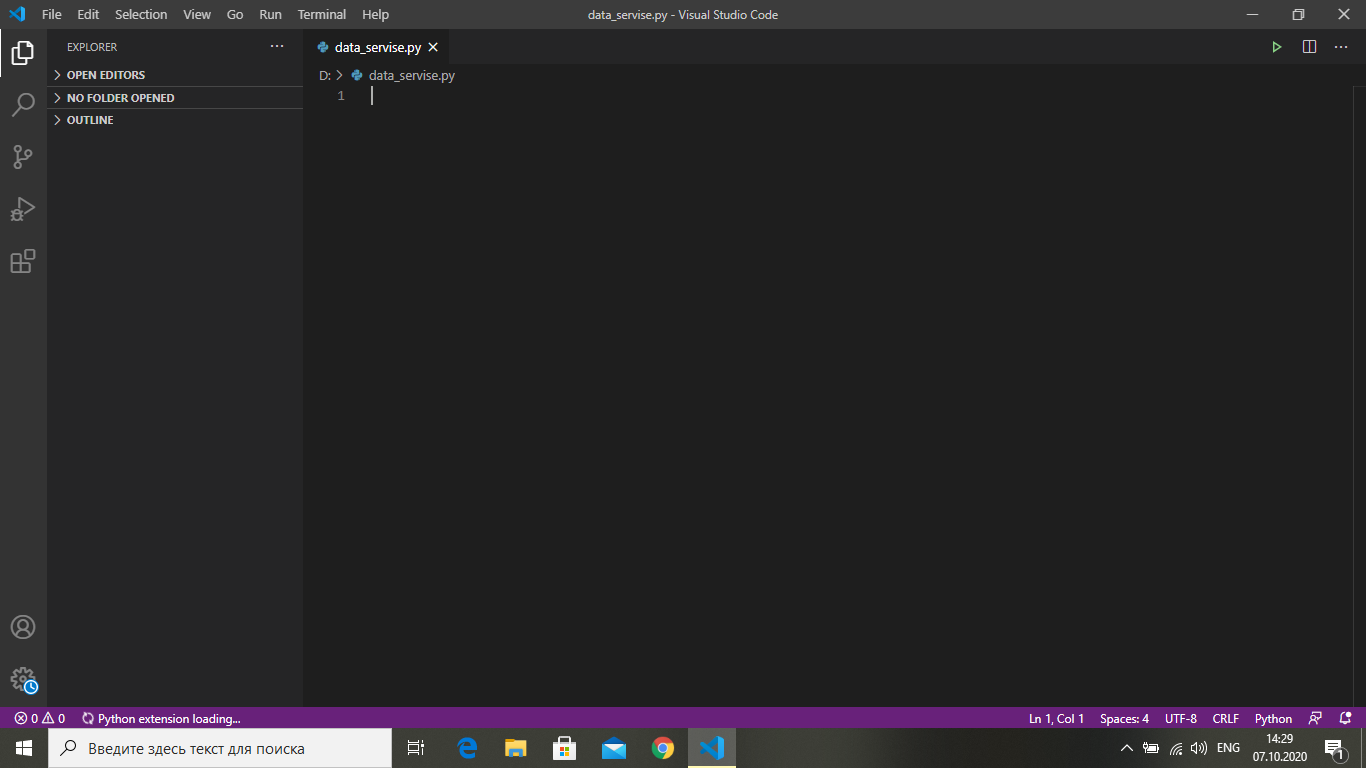 File Edit Selection View Go Run Terminal Help
data_servise.py - Visual Studio Code
EXPLORER
OPEN EDITORS
NO FOLDER OPENED
OUTLINE
data_servise.py
D: data_servise.py
1
0 0 Python extension loading...
Ln 1, Col 1 Spaces: 4 UTF-8 CRLF Python
Введите здесь текст для поиска
ENG
14:29
07.10.2020
1